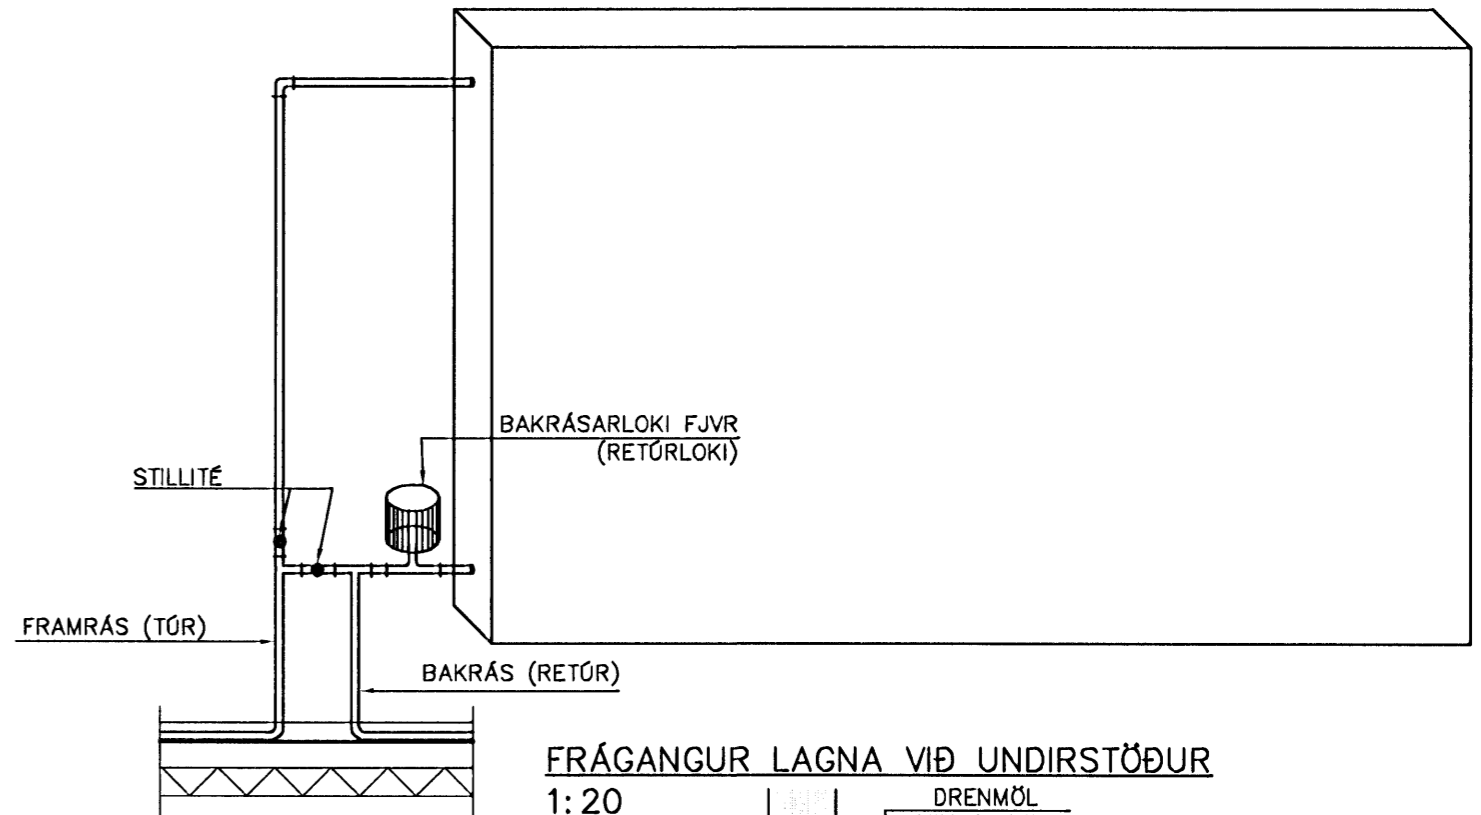 BAKRÁSARLOKI FJVR
(RETÚRLOKI)
STILLITÉ
FRAMRÁS (TÚR)
BAKRÁS (RETÚR)
FRÁGANGUR LAGNA VIÐ UNDIRSTÖÐUR
1:20
DRENMÖL